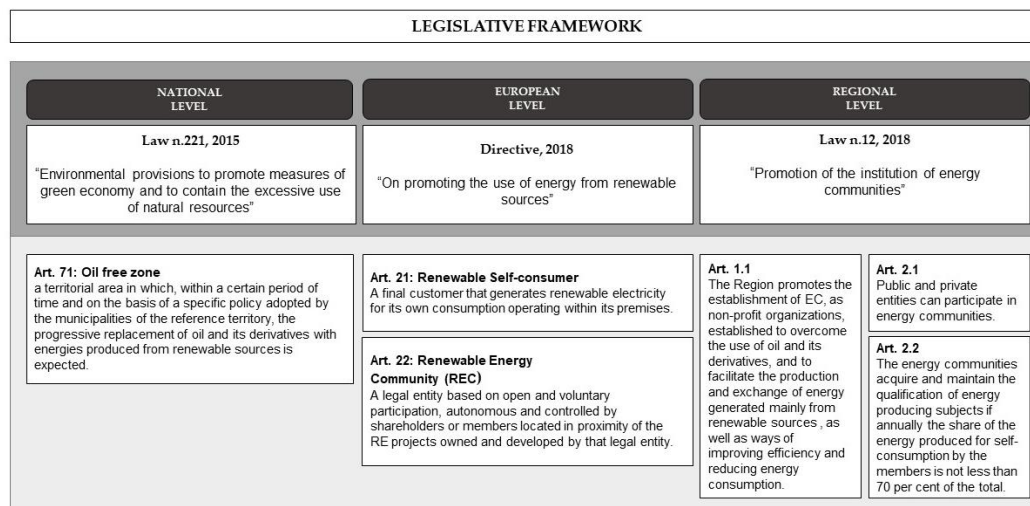 LEGISLATIVE FRAMEWORK
NATIONAL
LEVEL
Law n.221, 2015
“Environmental provisions to promote measures of
green economy and to contain the excessive use
of natural resources”
Art. 71: Oil free zone
a territorial area in which, within a certain period of
time and on the basis of a specific policy adopted by
the municipalities of the reference territory, the
progressive replacement of oil and its derivatives with
energies produced from renewable sources is
expected.
EUROPEAN
LEVEL
Directive, 2018
“On promoting the use of energy from renewable
sources”
Art. 21: Renewable Self-consumer
A final customer that generates renewable electricity
for its own consumption operating within its premises.
Art. 22: Renewable Energy
Community (REC)
A legal entity based on open and voluntary
participation, autonomous and controlled by
shareholders or members located in proximity of the
RE projects owned and developed by that legal entity.
REGIONAL
LEVEL
Law n.12, 2018
“Promotion of the institution of energy
communities”
Art. 1.1
The Region promotes the
establishment of EC, as
non-profit organizations,
established to overcome
the use of oil and its
derivatives, and to
facilitate the production
and exchange of energy
generated mainly from
renewable sources , as
well as ways of
improving efficiency and
reducing energy
consumption.
Art. 2.1
Public and private
entities can participate in
energy communities.
Art. 2.2
The energy communities
acquire and maintain the
qualification of energy
producing subjects if
annually the share of the
energy produced for self-
consumption by the
members is not less than
70 per cent of the total.